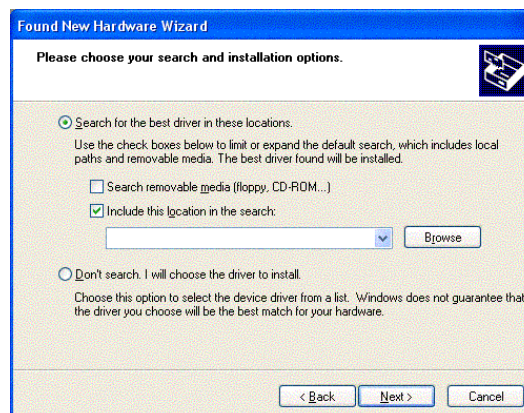 Found New Hardware Wizard
Please choose your search and installation options.
Search for the best driver in these locations.
Use the check boxes below to limit or expand the default search, which includes local
paths and removable media. The best driver found will be installed.
Search removable media (floppy, CD-ROM...)
Include this location in the search:
Browse
Don't search. I will choose the driver to install.
Choose this option to select the device driver from a list. Windows does not guarantee that
the driver you choose will be the best match for your hardware.
< Back Next > Cancel